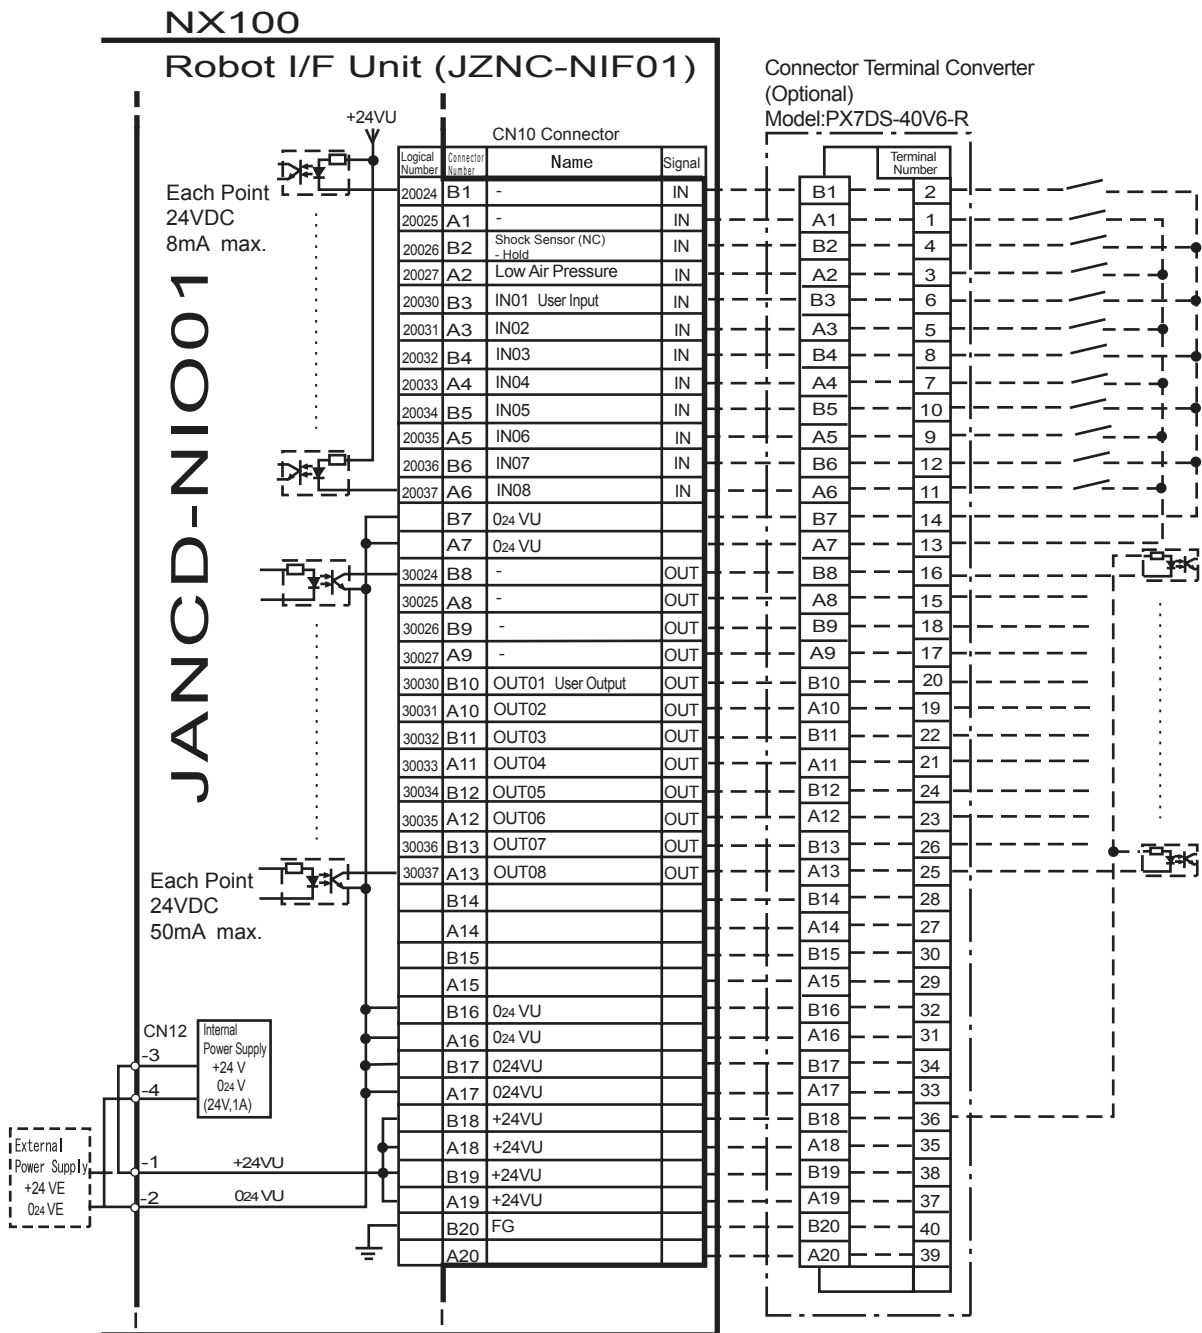 NX100
Robot I/F Unit (JZNC-NIF01)
Connector Terminal Converter
(Optional)
Model:PX7DS-40V6-R
+24VU
CN10 Connector
Logical Number Connector Number Name Signal Terminal Number
20024 B1 - IN B1 2
20025 A1 - IN A1 1
20026 B2 Shock Sensor (NC) - Hold IN B2 4
20027 A2 Low Air Pressure IN A2 3
20030 B3 IN01 User Input IN B3 6
20031 A3 IN02 IN A3 5
20032 B4 IN03 IN B4 8
20033 A4 IN04 IN A4 7
20034 B5 IN05 IN B5 10
20035 A5 IN06 IN A5 9
20036 B6 IN07 IN B6 12
20037 A6 IN08 IN A6 11
B7 024 VU B7 14
A7 024 VU A7 13
30024 B8 - OUT B8 16
30025 A8 - OUT A8 15
30026 B9 - OUT B9 18
30027 A9 - OUT A9 17
30030 B10 OUT01 User Output OUT B10 20
30031 A10 OUT02 OUT A10 19
30032 B11 OUT03 OUT B11 22
30033 A11 OUT04 OUT A11 21
30034 B12 OUT05 OUT B12 24
30035 A12 OUT06 OUT A12 23
30036 B13 OUT07 OUT B13 26
30037 A13 OUT08 OUT A13 25
B14 B14 28
A14 A14 27
B15 B15 30
A15 A15 29
B16 024 VU B16 32
A16 024 VU A16 31
B17 024VU B17 34
A17 024VU A17 33
B18 +24VU B18 36
A18 +24VU A18 35
B19 +24VU B19 38
A19 +24VU A19 37
B20 FG B20 40
A20 A20 39
Each Point
24VDC
8mA max.
JANCD-NIO01
Each Point
24VDC
50mA max.
CN12
-3
-4
Internal
Power Supply
+24 V
024 V
(24V,1A)
External
Power Supply
+24 VE
024 VE
-1 +24VU
-2 024 VU